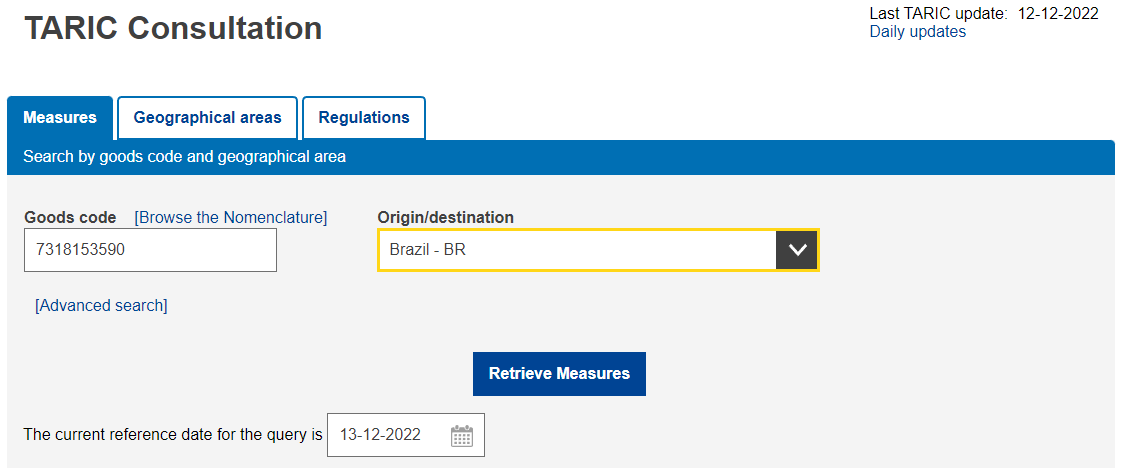 TARIC Consultation
Last TARIC update: 12-12-2022
Daily updates
Measures
Geographical areas
Regulations
Search by goods code and geographical area
Goods code [Browse the Nomenclature]
Origin/destination
7318153590
Brazil - BR
[Advanced search]
Retrieve Measures
The current reference date for the query is 13-12-2022